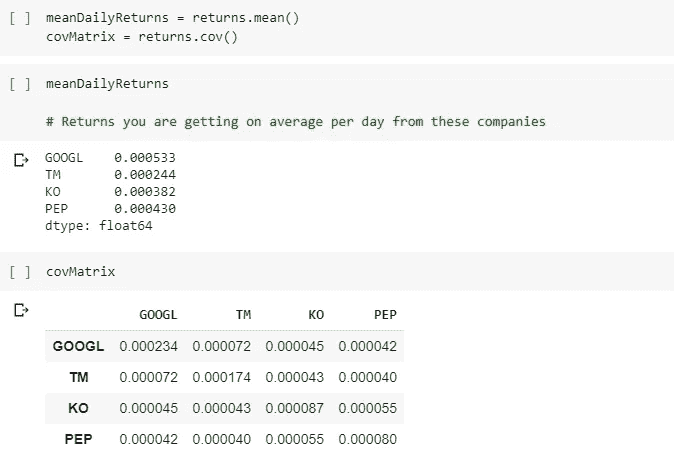 [ ] meanDailyReturns = returns.mean()
covMatrix = returns.cov()
[ ] meanDailyReturns
# Returns you are getting on average per day from these companies
GOOGL 0.000533
TM 0.000244
KO 0.000382
PEP 0.000430
dtype: float64
[ ] covMatrix
GOOGL TM KO PEP
GOOGL 0.000234 0.000072 0.000045 0.000042
TM 0.000072 0.000174 0.000043 0.000040
KO 0.000045 0.000043 0.000087 0.000055
PEP 0.000042 0.000040 0.000055 0.000080